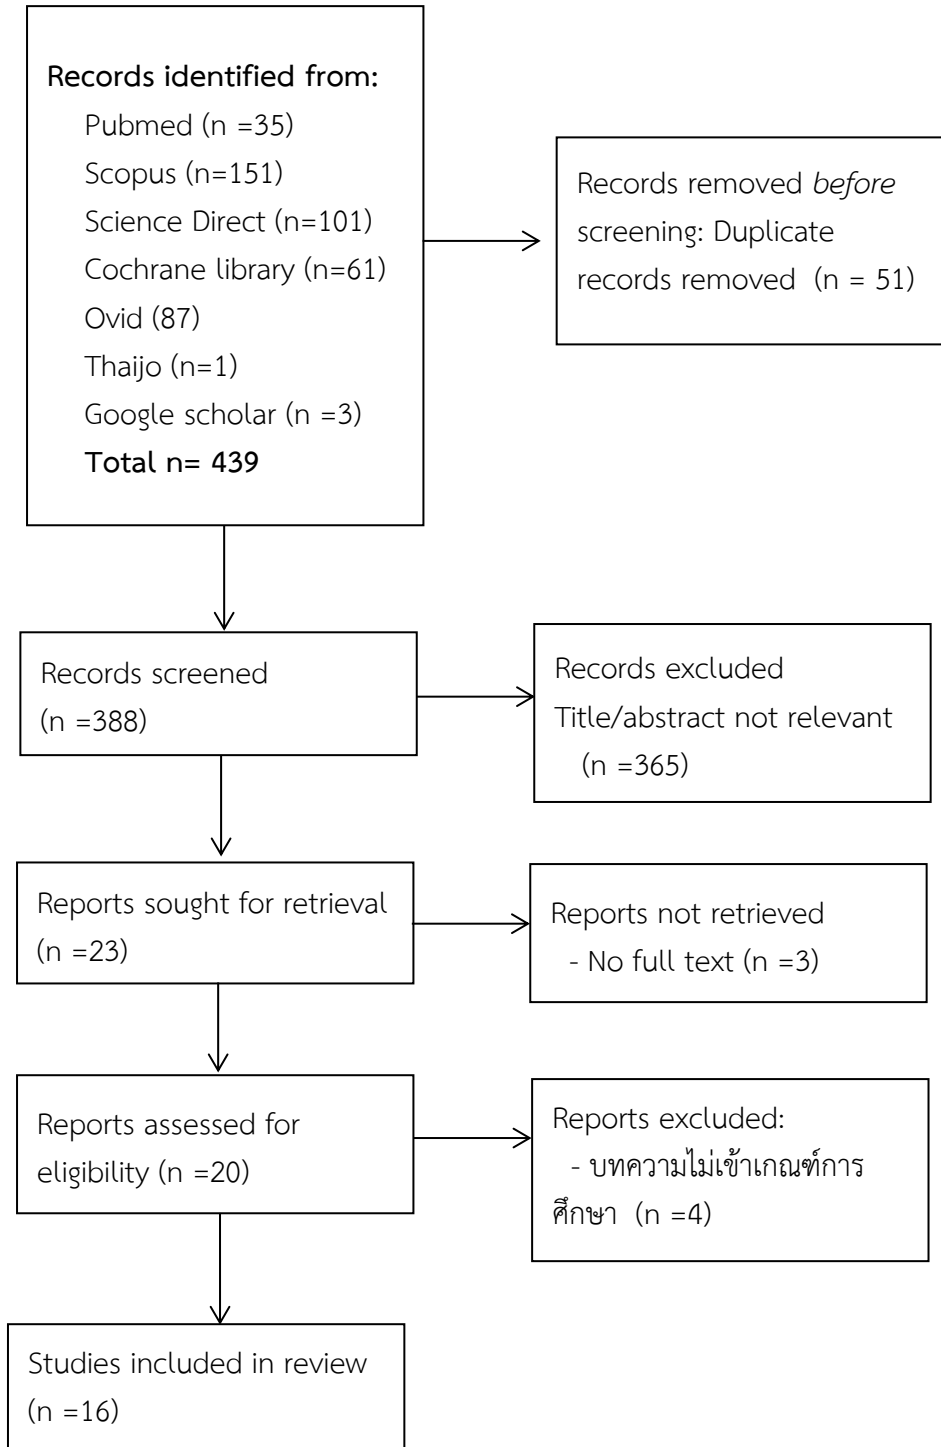 Records identified from:
Pubmed (n =35)
Scopus (n=151)
Science Direct (n=101)
Cochrane library (n=61)
Ovid (87)
Thaijo (n=1)
Google scholar (n =3)
Total n= 439
Records removed before
screening: Duplicate
records removed (n = 51)
Records screened
(n =388)
Records excluded
Title/abstract not relevant
(n =365)
Reports sought for retrieval
(n =23)
Reports not retrieved
- No full text (n =3)
Reports assessed for
eligibility (n =20)
Reports excluded:
- บทความไม่เข้าเกณฑ์การ
ศึกษา (n =4)
Studies included in review
(n =16)